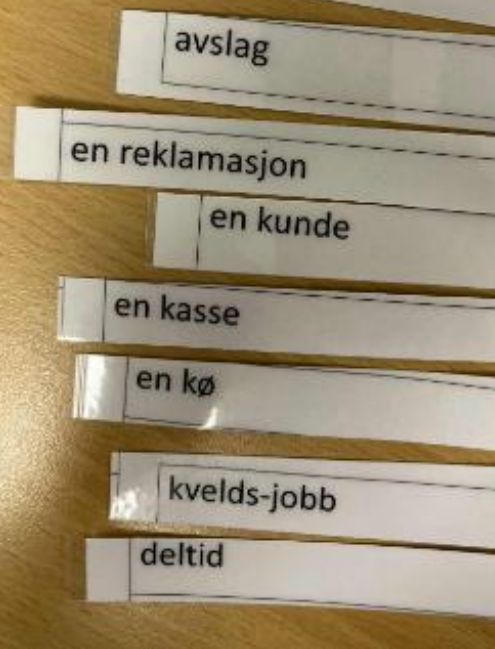 avslag
en reklamasjon
en kunde
en kasse
en kø
kvelds-jobb
deltid